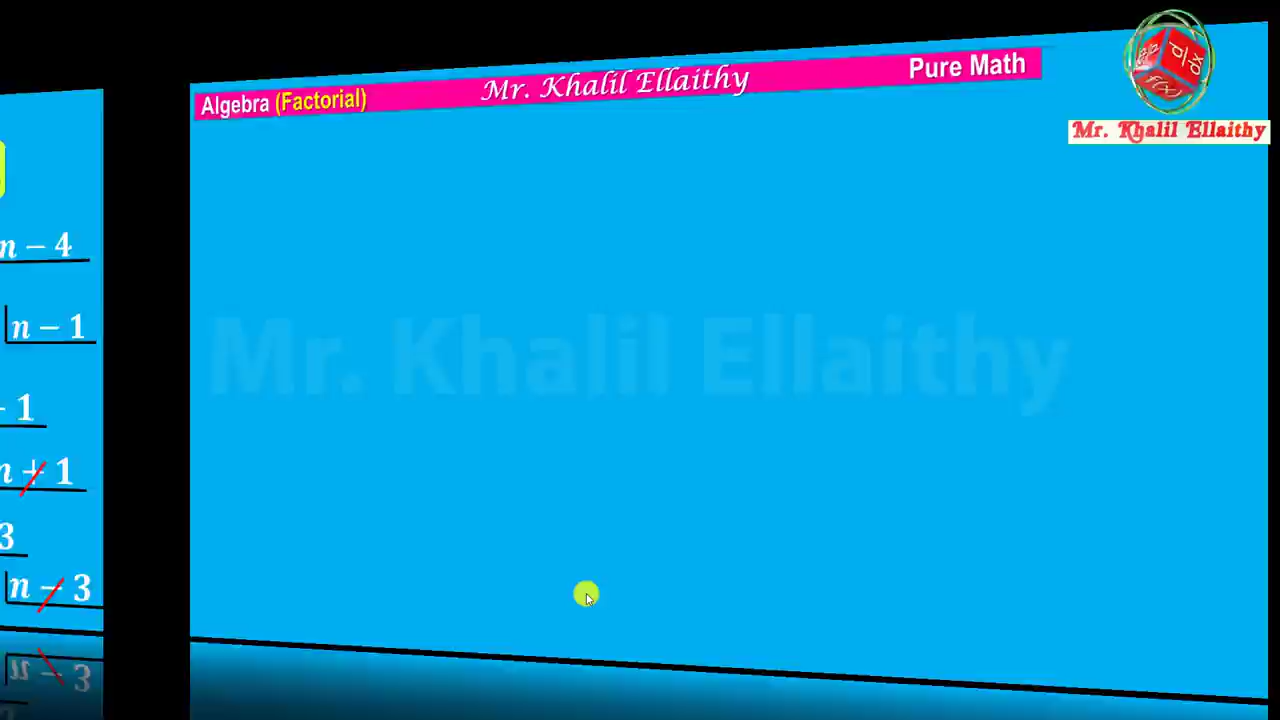 Algebra (Factorial) Mr. Khalil Ellaithy Pure Math
Mr. Khalil Ellaithy
n − 4
n − 1
− 1
n + 1
3
n − 3
Mr. Khalil Ellaithy